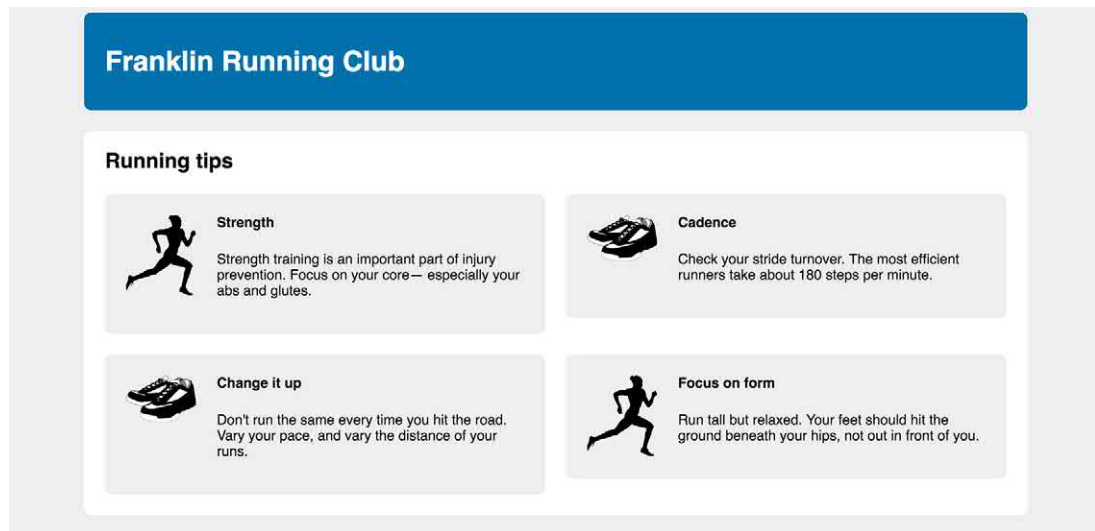 Franklin Running Club
Running tips
Strength
Strength training is an important part of injury
prevention. Focus on your core— especially your
abs and glutes.
Cadence
Check your stride turnover. The most efficient
runners take about 180 steps per minute.
Change it up
Don't run the same every time you hit the road.
Vary your pace, and vary the distance of your
runs.
Focus on form
Run tall but relaxed. Your feet should hit the
ground beneath your hips, not out in front of you.